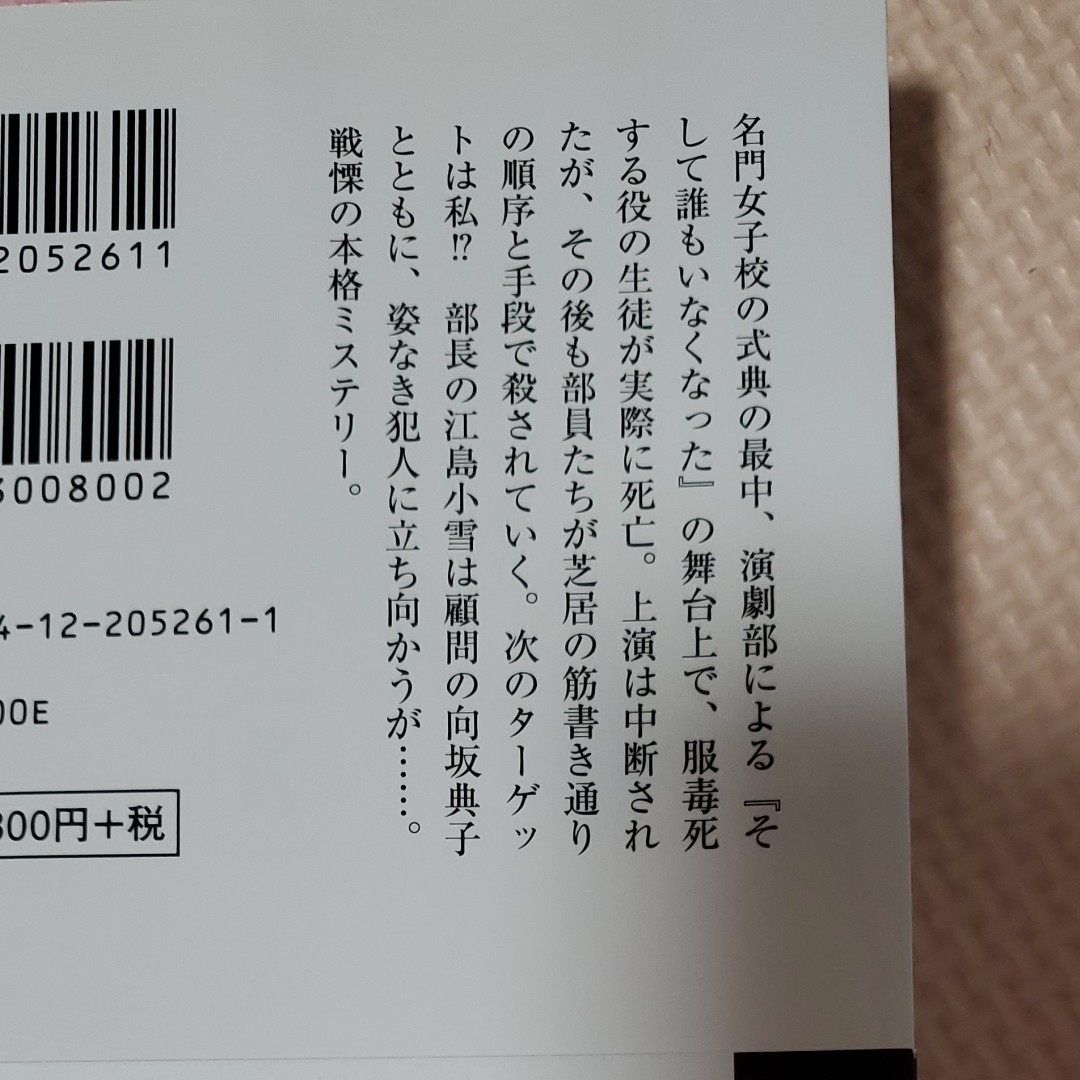 名門女子校の式典の最中、演劇部による『そ
して誰もいなくなった』の舞台上で、服毒死
する役の生徒が実際に死亡。上演は中断され
たが、その後も部員たちが芝居の筋書き通り
の順序と手段で殺されていく。次のターゲッ
トは私!?　部長の江島小雪は顧問の向坂典子
とともに、姿なき犯人に立ち向かうが……。
戦慄の本格ミステリー。
2052611
3008002
4-12-205261-1
00E
800円+税